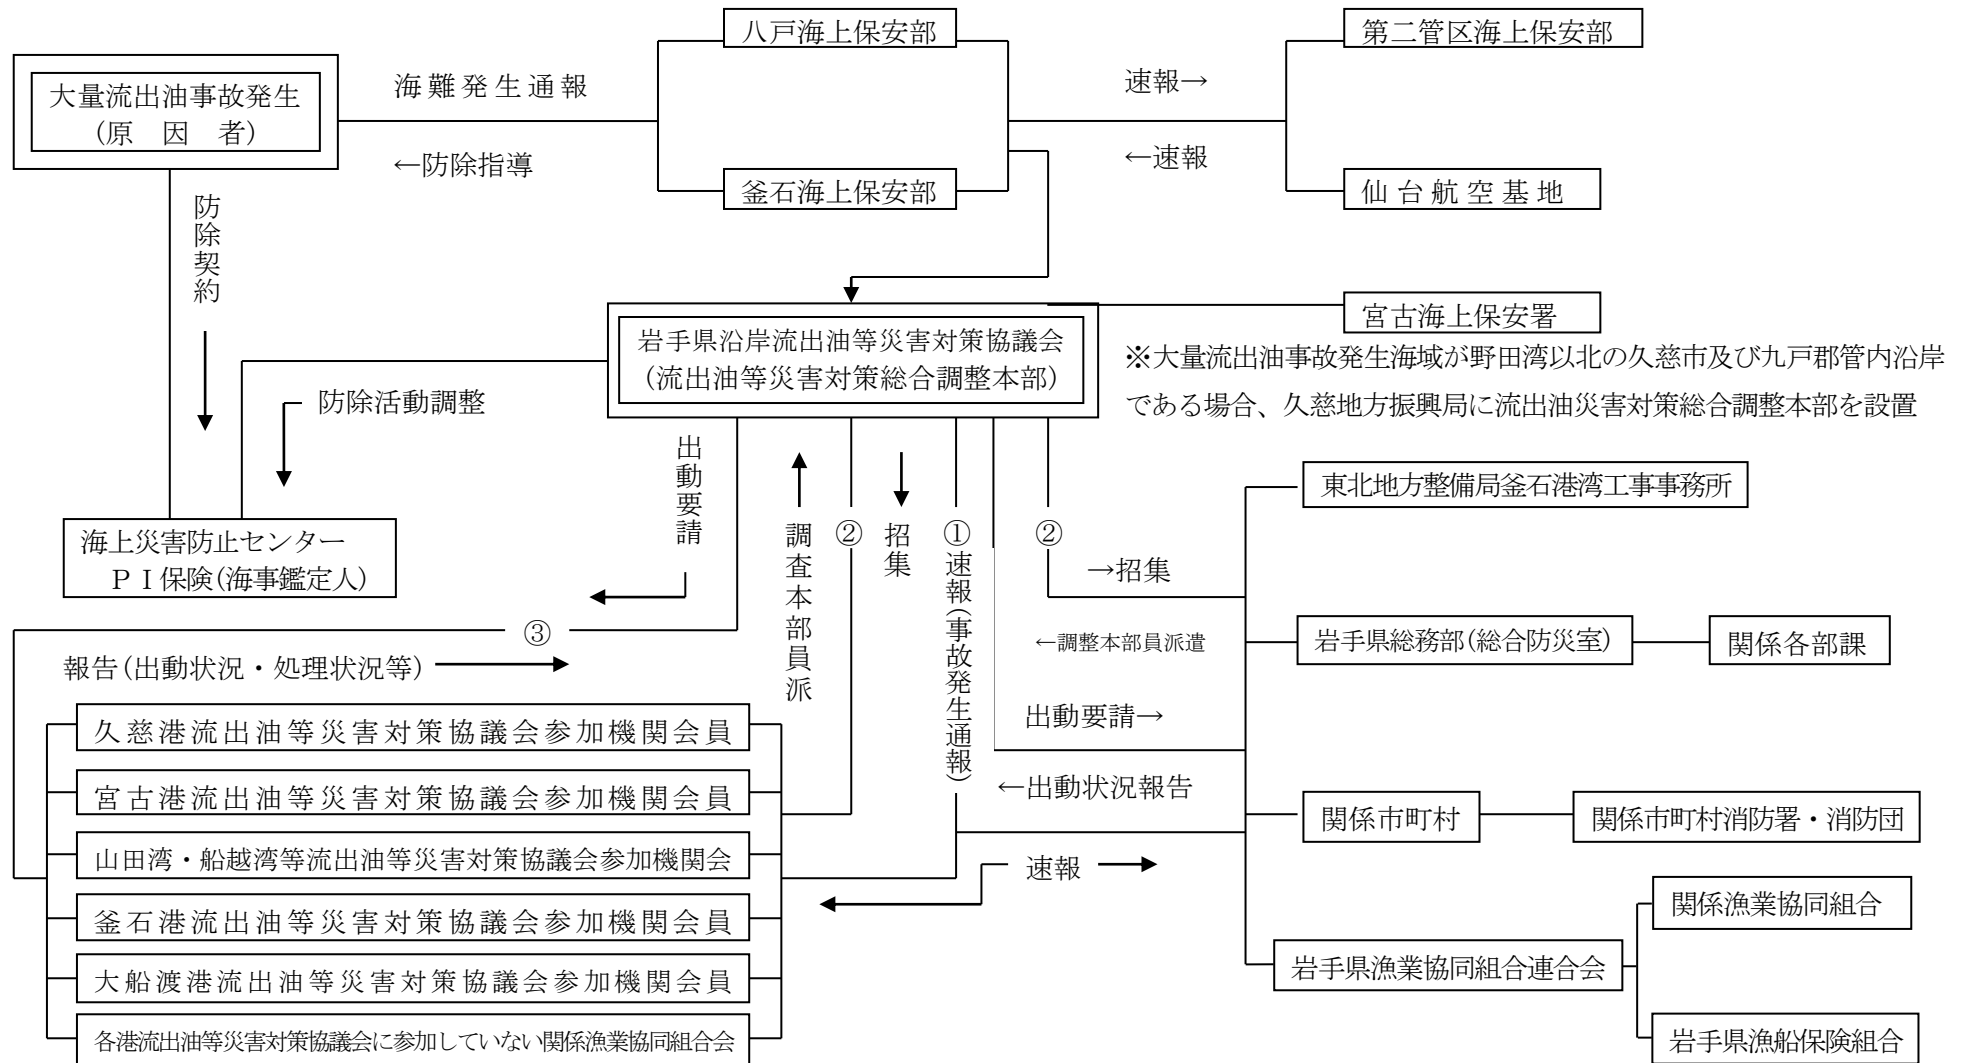 八戸海上保安部
第二管区海上保安部
大量流出油事故発生
(原　因　者)
海難発生通報
速報→
←防除指導
←速報
釜石海上保安部
仙台航空基地
防除契約
宮古海上保安署
岩手県沿岸流出油等災害対策協議会
(流出油等災害対策総合調整本部)
※大量流出油事故発生海域が野田湾以北の久慈市及び九戸郡管内沿岸
である場合、久慈地方振興局に流出油災害対策総合調整本部を設置
防除活動調整
出動要請
調査本部員派
②
招集
①速報(事故発生通報)
②
東北地方整備局釜石港湾工事事務所
海上災害防止センター
ＰＩ保険(海事鑑定人)
→招集
③
←調整本部員派遣
岩手県総務部(総合防災室)
関係各部課
報告(出動状況・処理状況等)
出動要請→
久慈港流出油等災害対策協議会参加機関会員
←出動状況報告
宮古港流出油等災害対策協議会参加機関会員
関係市町村
関係市町村消防署・消防団
山田湾・船越湾等流出油等災害対策協議会参加機関会
速報
釜石港流出油等災害対策協議会参加機関会員
関係漁業協同組合
大船渡港流出油等災害対策協議会参加機関会員
岩手県漁業協同組合連合会
各港流出油等災害対策協議会に参加していない関係漁業協同組合会
岩手県漁船保険組合